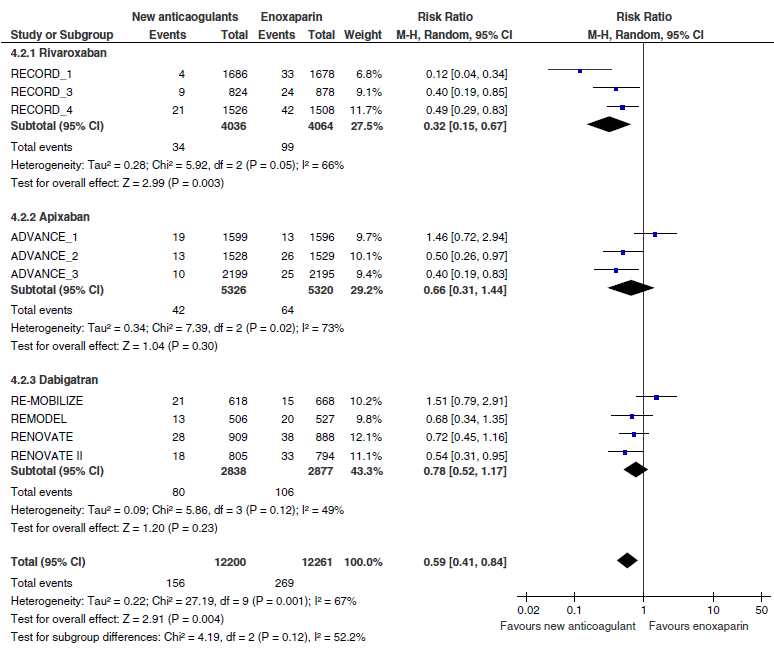 New anticaogulants Enoxaparin Risk Ratio Risk Ratio
Study or Subgroup Events Total Events Total Weight M-H, Random, 95% CI M-H, Random, 95% CI
4.2.1 Rivaroxaban
RECORD_1 4 1686 33 1678 6.8% 0.12 [0.04, 0.34]
RECORD_3 9 824 24 878 9.1% 0.40 [0.19, 0.85]
RECORD_4 21 1526 42 1508 11.7% 0.49 [0.29, 0.83]
Subtotal (95% CI) 4036 4064 27.5% 0.32 [0.15, 0.67]
Total events 34 99
Heterogeneity: Tau² = 0.28; Chi² = 5.92, df = 2 (P = 0.05); I² = 66%
Test for overall effect: Z = 2.99 (P = 0.003)
4.2.2 Apixaban
ADVANCE_1 19 1599 13 1596 9.7% 1.46 [0.72, 2.94]
ADVANCE_2 13 1528 26 1529 10.1% 0.50 [0.26, 0.97]
ADVANCE_3 10 2199 25 2195 9.4% 0.40 [0.19, 0.83]
Subtotal (95% CI) 5326 5320 29.2% 0.66 [0.31, 1.44]
Total events 42 64
Heterogeneity: Tau² = 0.34; Chi² = 7.39, df = 2 (P = 0.02); I² = 73%
Test for overall effect: Z = 1.04 (P = 0.30)
4.2.3 Dabigatran
RE-MOBILIZE 21 618 15 668 10.2% 1.51 [0.79, 2.91]
REMODEL 13 506 20 527 9.8% 0.68 [0.34, 1.35]
RENOVATE 28 909 38 888 12.1% 0.72 [0.45, 1.16]
RENOVATE II 18 805 33 794 11.1% 0.54 [0.31, 0.95]
Subtotal (95% CI) 2838 2877 43.3% 0.78 [0.52, 1.17]
Total events 80 106
Heterogeneity: Tau² = 0.09; Chi² = 5.86, df = 3 (P = 0.12); I² = 49%
Test for overall effect: Z = 1.20 (P = 0.23)
Total (95% CI) 12200 12261 100.0% 0.59 [0.41, 0.84]
Total events 156 269
Heterogeneity: Tau² = 0.22; Chi² = 27.19, df = 9 (P = 0.001); I² = 67%
Test for overall effect: Z = 2.91 (P = 0.004)
Test for subgroup differences: Chi² = 4.19, df = 2 (P = 0.12), I² = 52.2%
0.02 0.1 1 10 50
Favours new anticoagulant Favours enoxaparin